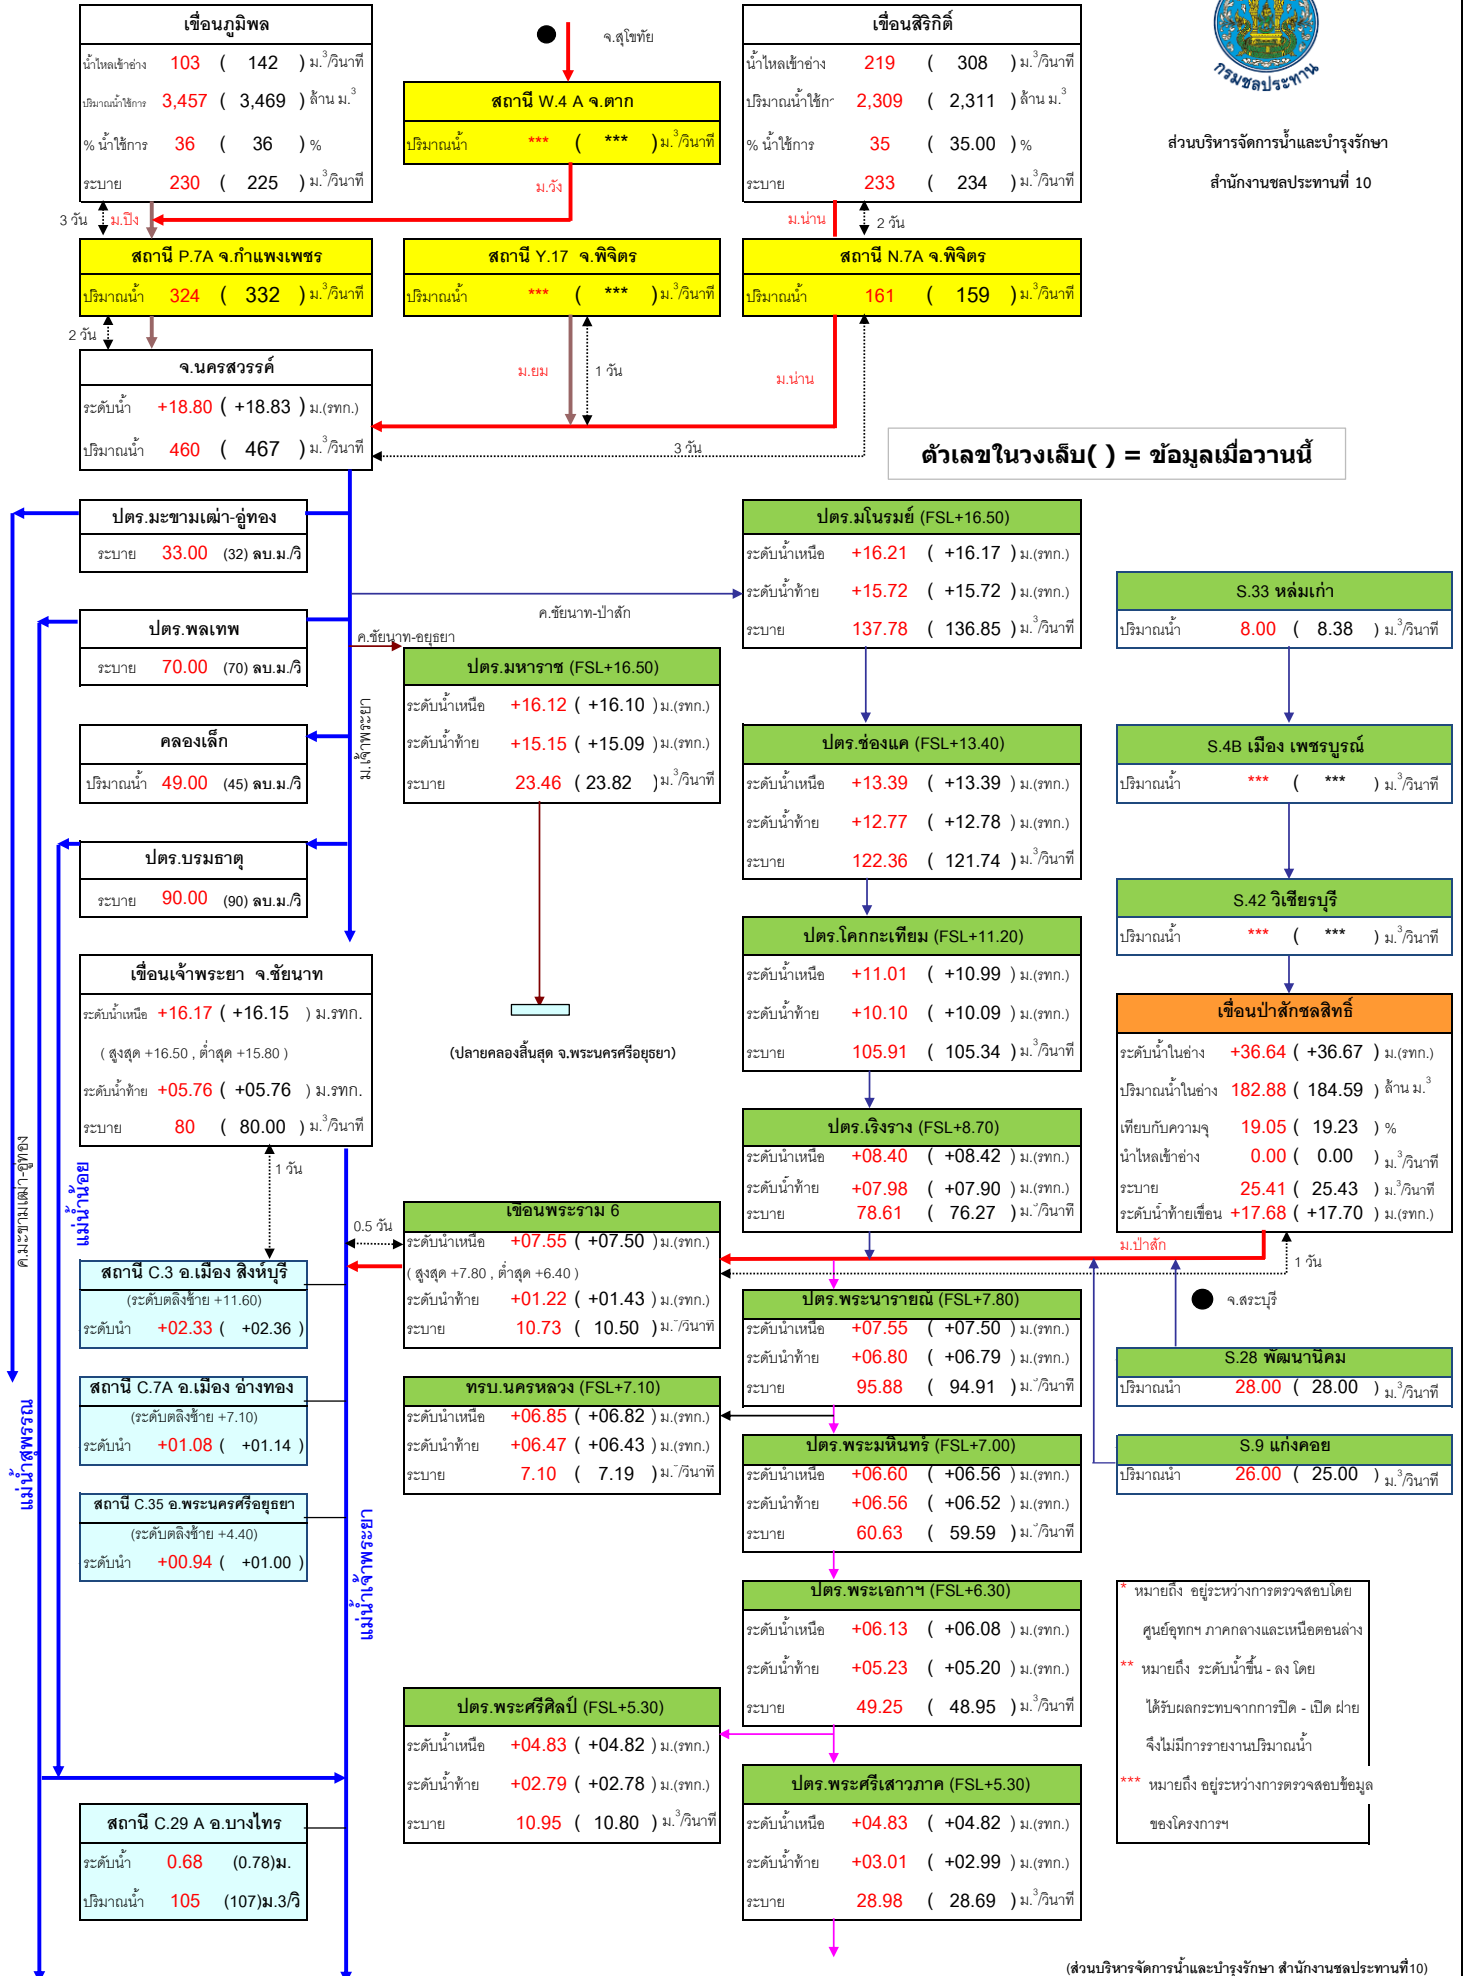 เขื่อนภูมิพล
น้ำไหลเข้าอ่าง 103 ( 142 ) ม.3/วินาที
ปริมาณน้ำใช้การ 3,457 ( 3,469 ) ล้าน ม.3
% น้ำใช้การ 36 ( 36 ) %
ระบาย 230 ( 225 ) ม.3/วินาที
จ.สุโขทัย
สถานี W.4 A จ.ตาก
ปริมาณน้ำ *** ( *** ) ม.3/วินาที
ม.วัง
เขื่อนสิริกิติ์
น้ำไหลเข้าอ่าง 219 ( 308 ) ม.3/วินาที
ปริมาณน้ำใช้กา 2,309 ( 2,311 ) ล้าน ม.3
% น้ำใช้การ 35 ( 35.00 ) %
ระบาย 233 ( 234 ) ม.3/วินาที
กรมชลประทาน
ส่วนบริหารจัดการน้ำและบำรุงรักษา
สำนักงานชลประทานที่ 10
3 วัน ม.ปิง
ม.น่าน 2 วัน
สถานี P.7A จ.กำแพงเพชร
ปริมาณน้ำ 324 ( 332 ) ม.3/วินาที
สถานี Y.17 จ.พิจิตร
ปริมาณน้ำ *** ( *** ) ม.3/วินาที
สถานี N.7A จ.พิจิตร
ปริมาณน้ำ 161 ( 159 ) ม.3/วินาที
2 วัน
ม.ยม 1 วัน ม.น่าน
จ.นครสวรรค์
ระดับน้ำ +18.80 ( +18.83 ) ม.(รทก.)
ปริมาณน้ำ 460 ( 467 ) ม.3/วินาที
3 วัน
ตัวเลขในวงเล็บ( ) = ข้อมูลเมื่อวานนี้
ปตร.มะขามเฒ่า-อู่ทอง
ระบาย 33.00 (32) ลบ.ม./วิ
ปตร.พลเทพ
ระบาย 70.00 (70) ลบ.ม./วิ
คลองเล็ก
ปริมาณน้ำ 49.00 (45) ลบ.ม./วิ
ปตร.บรมธาตุ
ระบาย 90.00 (90) ลบ.ม./วิ
ม.เจ้าพระยา
ค.ชัยนาท-ป่าสัก
ค.ชัยนาท-อยุธยา
ปตร.มหาราช (FSL+16.50)
ระดับน้ำเหนือ +16.12 ( +16.10 ) ม.(รทก.)
ระดับน้ำท้าย +15.15 ( +15.09 ) ม.(รทก.)
ระบาย 23.46 ( 23.82 ) ม.3/วินาที
(ปลายคลองสิ้นสุด จ.พระนครศรีอยุธยา)
ปตร.มโนรมย์ (FSL+16.50)
ระดับน้ำเหนือ +16.21 ( +16.17 ) ม.(รทก.)
ระดับน้ำท้าย +15.72 ( +15.72 ) ม.(รทก.)
ระบาย 137.78 ( 136.85 ) ม.3/วินาที
ปตร.ช่องแค (FSL+13.40)
ระดับน้ำเหนือ +13.39 ( +13.39 ) ม.(รทก.)
ระดับน้ำท้าย +12.77 ( +12.78 ) ม.(รทก.)
ระบาย 122.36 ( 121.74 ) ม.3/วินาที
ปตร.โคกกะเทียม (FSL+11.20)
ระดับน้ำเหนือ +11.01 ( +10.99 ) ม.(รทก.)
ระดับน้ำท้าย +10.10 ( +10.09 ) ม.(รทก.)
ระบาย 105.91 ( 105.34 ) ม.3/วินาที
ปตร.เริงราง (FSL+8.70)
ระดับน้ำเหนือ +08.40 ( +08.42 ) ม.(รทก.)
ระดับน้ำท้าย +07.98 ( +07.90 ) ม.(รทก.)
ระบาย 78.61 ( 76.27 ) ม.3/วินาที
S.33 หล่มเก่า
ปริมาณน้ำ 8.00 ( 8.38 ) ม.3/วินาที
S.4B เมือง เพชรบูรณ์
ปริมาณน้ำ *** ( *** ) ม.3/วินาที
S.42 วิเชียรบุรี
ปริมาณน้ำ *** ( *** ) ม.3/วินาที
เขื่อนป่าสักชลสิทธิ์
ระดับน้ำในอ่าง +36.64 ( +36.67 ) ม.(รทก.)
ปริมาณน้ำในอ่าง 182.88 ( 184.59 ) ล้าน ม.3
เทียบกับความจุ 19.05 ( 19.23 ) %
น้ำไหลเข้าอ่าง 0.00 ( 0.00 ) ม.3/วินาที
ระบาย 25.41 ( 25.43 ) ม.3/วินาที
ระดับน้ำท้ายเขื่อน +17.68 ( +17.70 ) ม.(รทก.)
ม.ป่าสัก
1 วัน
จ.สระบุรี
เขื่อนเจ้าพระยา จ.ชัยนาท
ระดับน้ำเหนือ +16.17 ( +16.15 ) ม.รทก.
( สูงสุด +16.50 , ต่ำสุด +15.80 )
ระดับน้ำท้าย +05.76 ( +05.76 ) ม.รทก.
ระบาย 80 ( 80.00 ) ม.3/วินาที
1 วัน
ค.มะขามเฒ่า-อู่ทอง
แม่น้ำน้อย
แม่น้ำสุพรรณ
แม่น้ำเจ้าพระยา
0.5 วัน
เขื่อนพระราม 6
ระดับน้ำเหนือ +07.55 ( +07.50 ) ม.(รทก.)
( สูงสุด +7.80 , ต่ำสุด +6.40 )
ระดับน้ำท้าย +01.22 ( +01.43 ) ม.(รทก.)
ระบาย 10.73 ( 10.50 ) ม.3/วินาที
สถานี C.3 อ.เมือง สิงห์บุรี
(ระดับตลิ่งซ้าย +11.60)
ระดับน้ำ +02.33 ( +02.36 )
สถานี C.7A อ.เมือง อ่างทอง
(ระดับตลิ่งซ้าย +7.10)
ระดับน้ำ +01.08 ( +01.14 )
สถานี C.35 อ.พระนครศรีอยุธยา
(ระดับตลิ่งซ้าย +4.40)
ระดับน้ำ +00.94 ( +01.00 )
ทรบ.นครหลวง (FSL+7.10)
ระดับน้ำเหนือ +06.85 ( +06.82 ) ม.(รทก.)
ระดับน้ำท้าย +06.47 ( +06.43 ) ม.(รทก.)
ระบาย 7.10 ( 7.19 ) ม.3/วินาที
ปตร.พระนารายณ์ (FSL+7.80)
ระดับน้ำเหนือ +07.55 ( +07.50 ) ม.(รทก.)
ระดับน้ำท้าย +06.80 ( +06.79 ) ม.(รทก.)
ระบาย 95.88 ( 94.91 ) ม.3/วินาที
ปตร.พระมหินทร์ (FSL+7.00)
ระดับน้ำเหนือ +06.60 ( +06.56 ) ม.(รทก.)
ระดับน้ำท้าย +06.56 ( +06.52 ) ม.(รทก.)
ระบาย 60.63 ( 59.59 ) ม.3/วินาที
S.28 พัฒนานิคม
ปริมาณน้ำ 28.00 ( 28.00 ) ม.3/วินาที
S.9 แก่งคอย
ปริมาณน้ำ 26.00 ( 25.00 ) ม.3/วินาที
ปตร.พระเอกาฯ (FSL+6.30)
ระดับน้ำเหนือ +06.13 ( +06.08 ) ม.(รทก.)
ระดับน้ำท้าย +05.23 ( +05.20 ) ม.(รทก.)
ระบาย 49.25 ( 48.95 ) ม.3/วินาที
ปตร.พระศรีศิลป์ (FSL+5.30)
ระดับน้ำเหนือ +04.83 ( +04.82 ) ม.(รทก.)
ระดับน้ำท้าย +02.79 ( +02.78 ) ม.(รทก.)
ระบาย 10.95 ( 10.80 ) ม.3/วินาที
ปตร.พระศรีเสาวภาค (FSL+5.30)
ระดับน้ำเหนือ +04.83 ( +04.82 ) ม.(รทก.)
ระดับน้ำท้าย +03.01 ( +02.99 ) ม.(รทก.)
ระบาย 28.98 ( 28.69 ) ม.3/วินาที
* หมายถึง อยู่ระหว่างการตรวจสอบโดย
ศูนย์อุทกฯ ภาคกลางและเหนือตอนล่าง
** หมายถึง ระดับน้ำขึ้น - ลง โดย
ได้รับผลกระทบจากการปิด - เปิด ฝาย
จึงไม่มีการรายงานปริมาณน้ำ
*** หมายถึง อยู่ระหว่างการตรวจสอบข้อมูล
ของโครงการฯ
สถานี C.29 A อ.บางไทร
ระดับน้ำ 0.68 (0.78)ม.
ปริมาณน้ำ 105 (107)ม.3/วิ
(ส่วนบริหารจัดการน้ำและบำรุงรักษา สำนักงานชลประทานที่10)